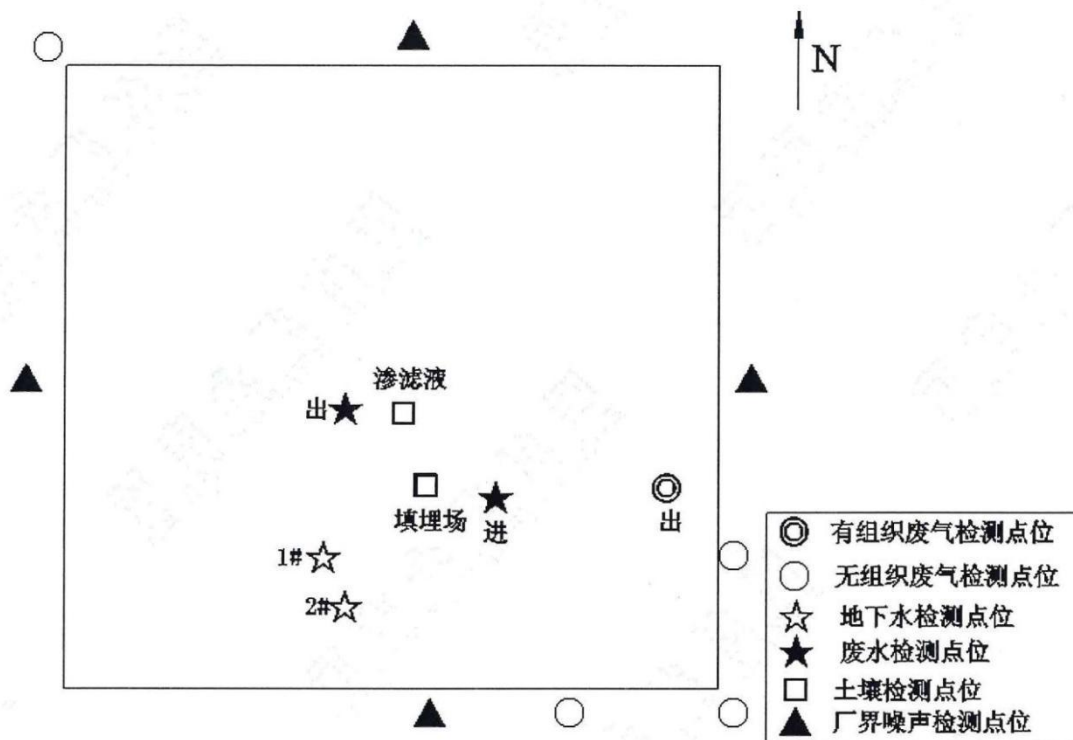 N
渗滤液
出
填埋场
进
出
1#
2#
有组织废气检测点位
无组织废气检测点位
地下水检测点位
废水检测点位
土壤检测点位
厂界噪声检测点位